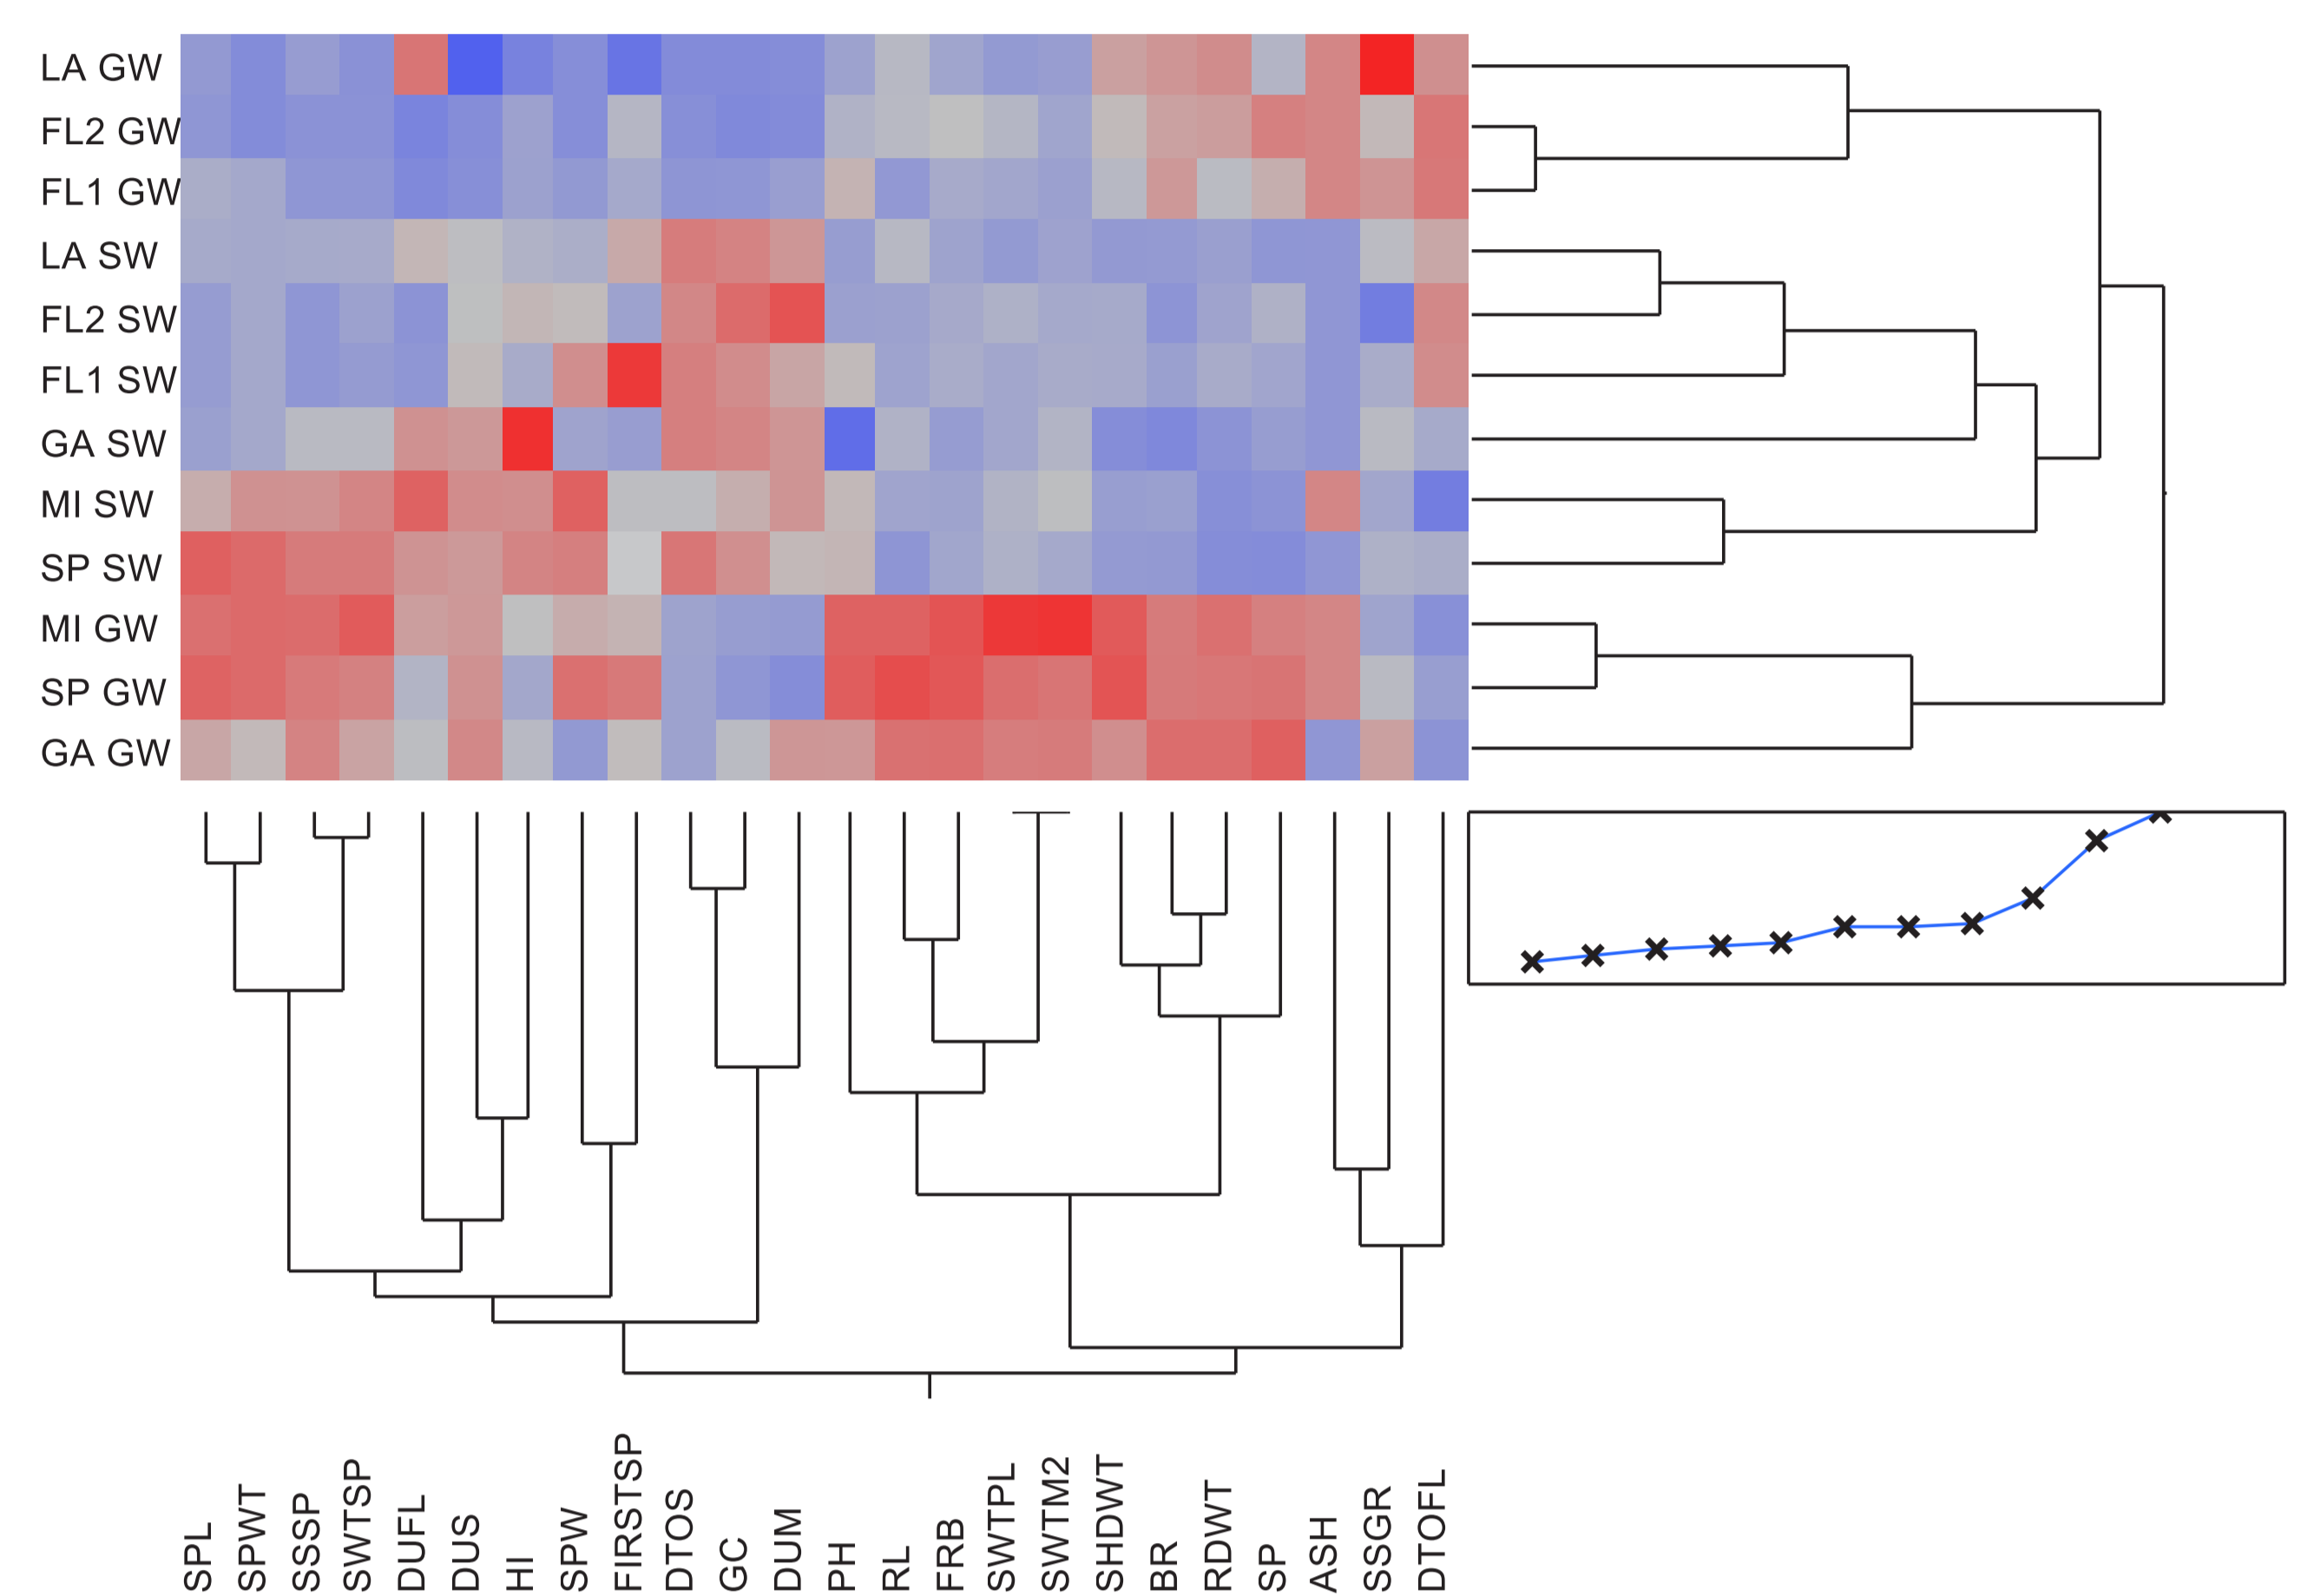 LA GW
FL2 GW
FL1 GW
LA SW
FL2 SW
FL1 SW
GA SW
MI SW
SP SW
MI GW
SP GW
GA GW
SPL
SPWT
SSSP
SWTSP
DUFL
DUS
HI
SPW
FIRSTSP
DTOS
GC
DUM
PH
RL
FRB
SWTPL
SWTM2
SHDWT
BR
RDWT
SP
ASH
SSGR
DTOFL